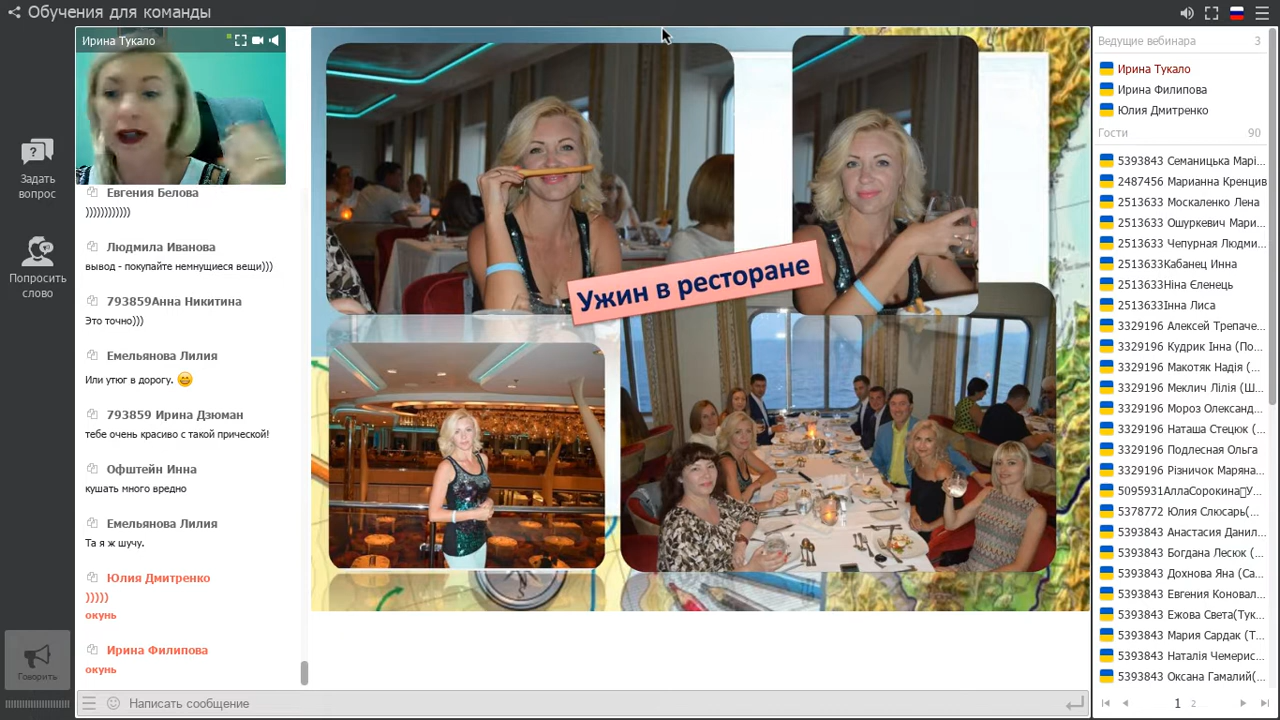 Обучения для команды
Ирина Тукало
Задать
вопрос
Попросить
слово
Говорить
Евгения Белова
))))))))))))
Людмила Иванова
вывод - покупайте немнущиеся вещи)))
793859Анна Никитина
Это точно)))
Емельянова Лилия
Или утюг в дорогу.
793859 Ирина Дзюман
тебе очень красиво с такой прической!
Офштейн Инна
кушать много вредно
Емельянова Лилия
Та я ж шучу.
Юлия Дмитренко
)))))
окунь
Ирина Филипова
окунь
Написать сообщение
Ужин в ресторане
Ведущие вебинара 3
Ирина Тукало
Ирина Филипова
Юлия Дмитренко
Гости 90
5393843 Семаницька Марі...
2487456 Марианна Кренцив
2513633 Москаленко Лена
2513633 Ошуркевич Мари...
2513633 Чепурная Людми...
2513633Кабанец Инна
2513633Ніна Єленець
2513633Інна Лиса
3329196 Алексей Трепаче...
3329196 Кудрик Інна (По...
3329196 Макотяк Надія (...
3329196 Меклич Лілія (Ш...
3329196 Мороз Олександ...
3329196 Наташа Стецюк (...
3329196 Подлесная Ольга
3329196 Різничок Маряна...
5095931АллаСорокина▯У...
5378772 Юлия Слюсарь(...
5393843 Анастасия Данил...
5393843 Богдана Лесюк (...
5393843 Дохнова Яна (Са...
5393843 Евгения Коновал...
5393843 Ежова Света(Тук...
5393843 Мария Сардак (Т...
5393843 Наталія Чемерис...
5393843 Оксана Гамалий(...
1 2 ...